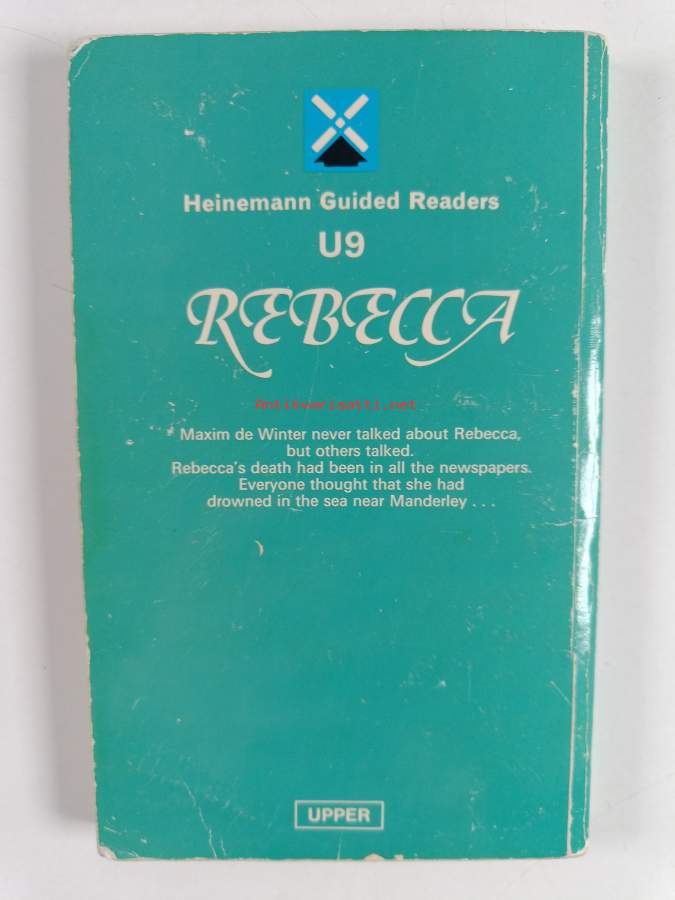 Heinemann Guided Readers
U9
REBECCA
Antikvariaatti.net
Maxim de Winter never talked about Rebecca,
but others talked.
Rebecca's death had been in all the newspapers.
Everyone thought that she had
drowned in the sea near Manderley . . .
UPPER